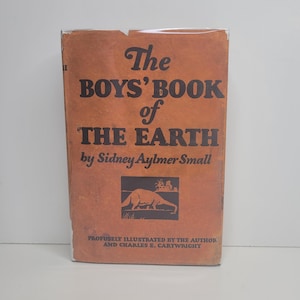 The
BOYS' BOOK
of
THE EARTH
by Sidney Aylmer Small
PROFUSELY ILLUSTRATED BY THE AUTHOR
AND CHARLES E. CARTWRIGHT